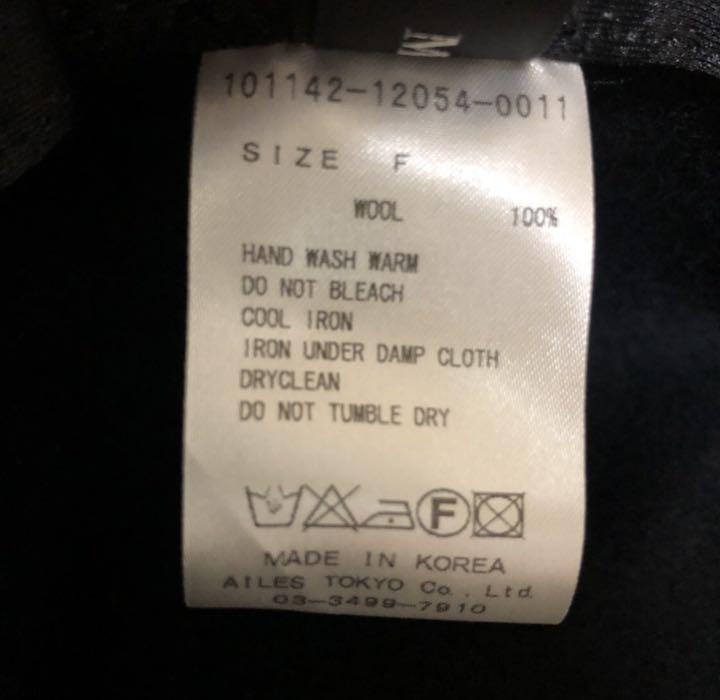 M
101142-12054-0011
SIZE F
WOOL 100%
HAND WASH WARM
DO NOT BLEACH
COOL IRON
IRON UNDER DAMP CLOTH
DRYCLEAN
DO NOT TUMBLE DRY
F
MADE IN KOREA
AILES TOKYO Co., Ltd.
03-3499-7910